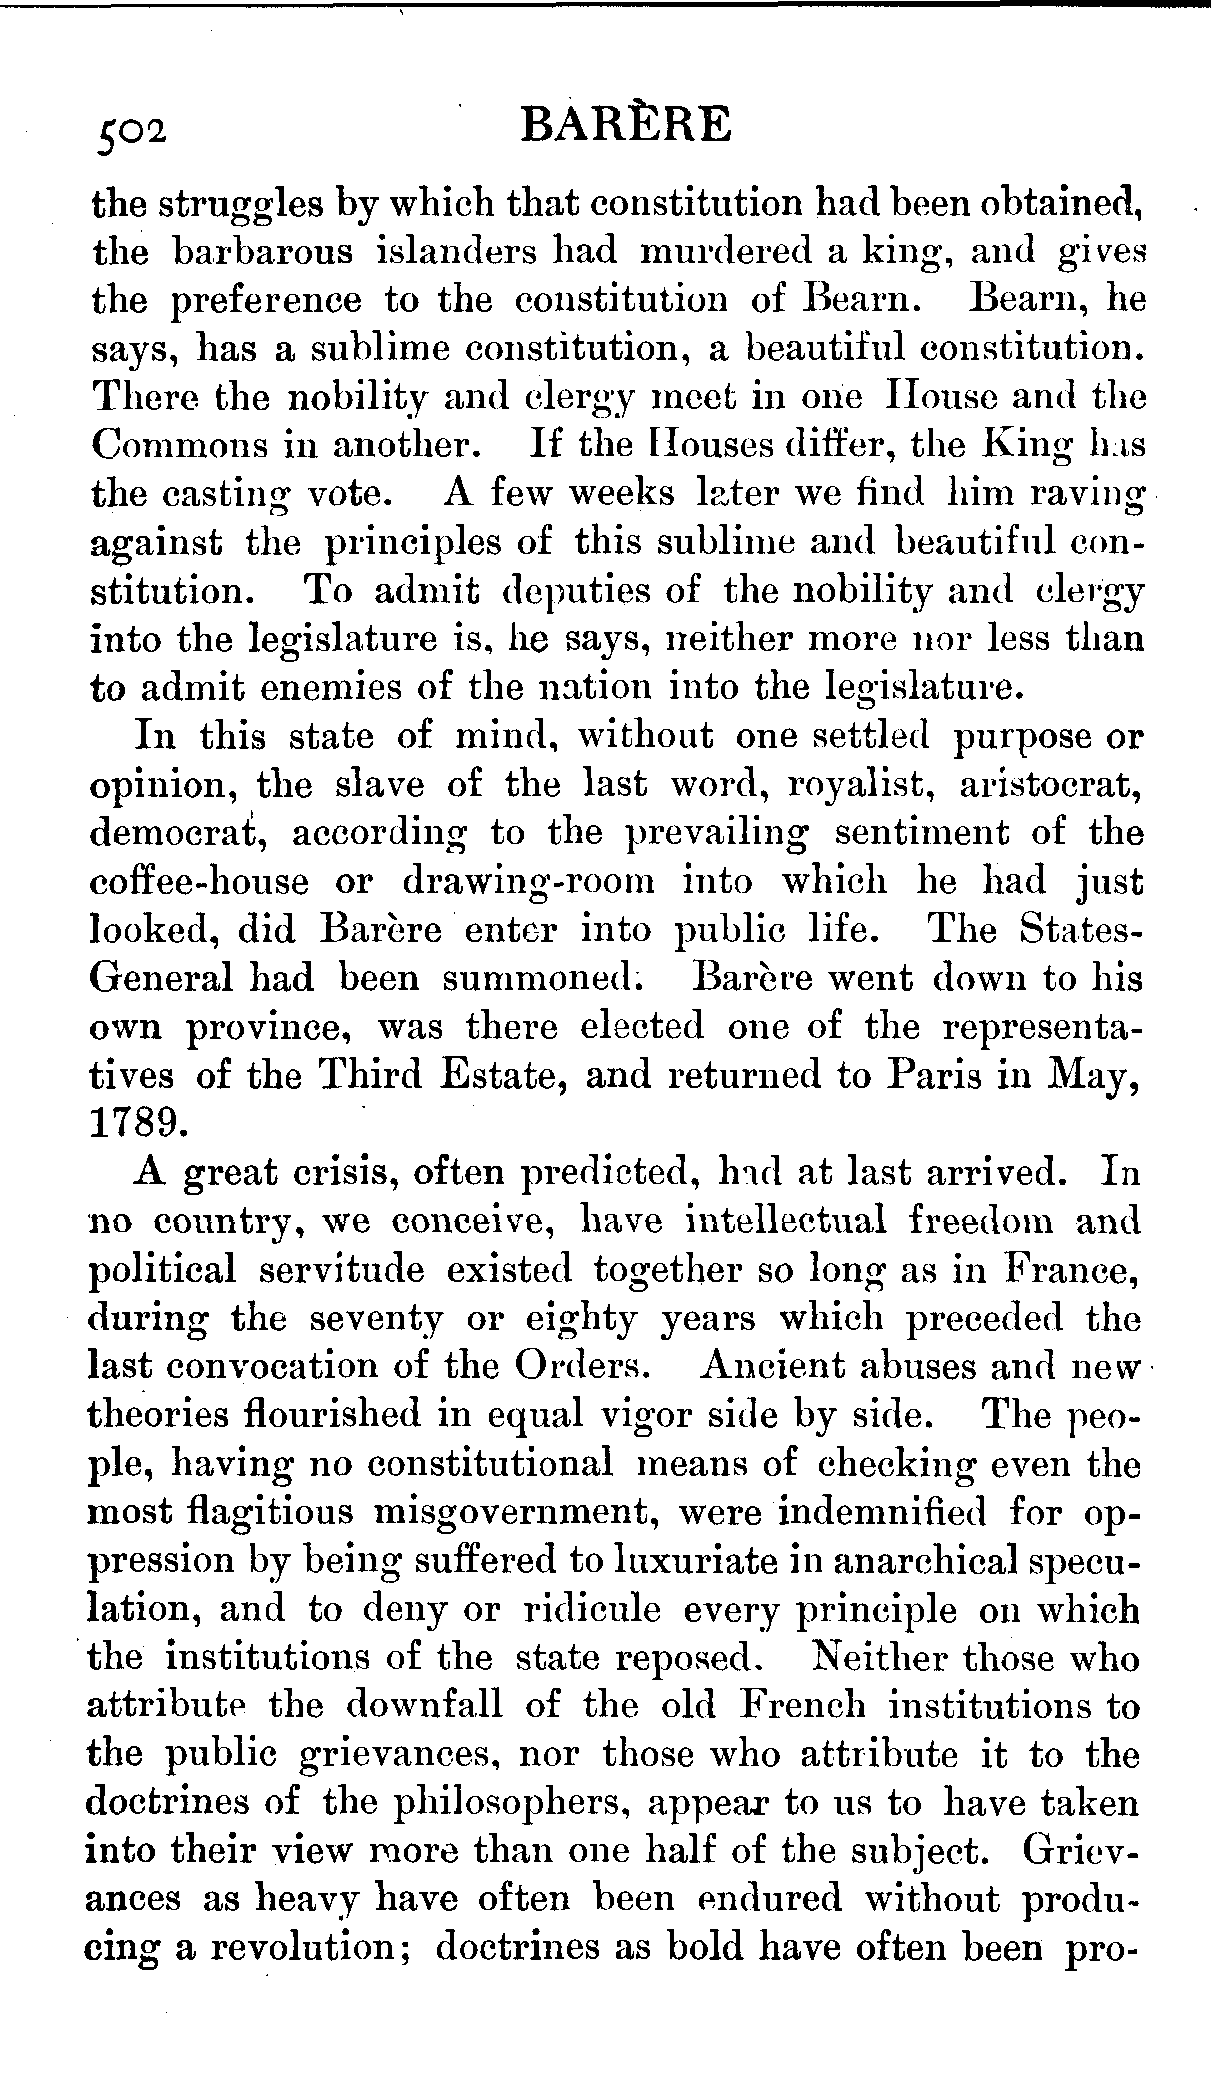 502 BARÈRE
the struggles by which that constitution had been obtained,
the barbarous islanders had murdered a king, and gives
the preference to the constitution of Bearn. Bearn, he
says, has a sublime constitution, a beautiful constitution.
There the nobility and clergy meet in one House and the
Commons in another. If the Houses differ, the King has
the casting vote. A few weeks later we find him raving
against the principles of this sublime and beautiful con-
stitution. To admit deputies of the nobility and clergy
into the legislature is, he says, neither more nor less than
to admit enemies of the nation into the legislature.
In this state of mind, without one settled purpose or
opinion, the slave of the last word, royalist, aristocrat,
democrat, according to the prevailing sentiment of the
coffee-house or drawing-room into which he had just
looked, did Barère enter into public life. The States-
General had been summoned. Barère went down to his
own province, was there elected one of the representa-
tives of the Third Estate, and returned to Paris in May,
1789.
A great crisis, often predicted, had at last arrived. In
no country, we conceive, have intellectual freedom and
political servitude existed together so long as in France,
during the seventy or eighty years which preceded the
last convocation of the Orders. Ancient abuses and new
theories flourished in equal vigor side by side. The peo-
ple, having no constitutional means of checking even the
most flagitious misgovernment, were indemnified for op-
pression by being suffered to luxuriate in anarchical specu-
lation, and to deny or ridicule every principle on which
the institutions of the state reposed. Neither those who
attribute the downfall of the old French institutions to
the public grievances, nor those who attribute it to the
doctrines of the philosophers, appear to us to have taken
into their view more than one half of the subject. Griev-
ances as heavy have often been endured without produ-
cing a revolution; doctrines as bold have often been pro-